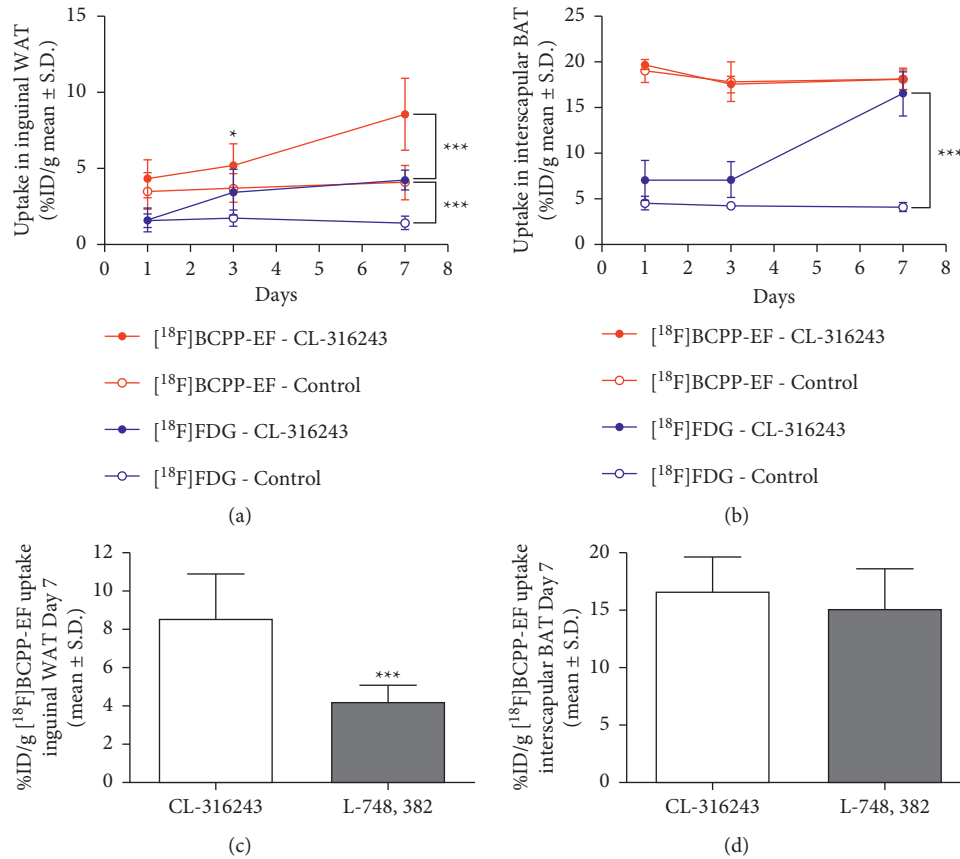 Uptake in inguinal WAT
(%ID/g mean ± S.D.)
15
10
5
0
*
***
***
0 1 2 3 4 5 6 7 8
Days
[¹⁸F]BCPP-EF - CL-316243
[¹⁸F]BCPP-EF - Control
[¹⁸F]FDG - CL-316243
[¹⁸F]FDG - Control
(a)
Uptake in interscapular BAT
(%ID/g mean ± S.D.)
25
20
15
10
5
0
***
0 1 2 3 4 5 6 7 8
Days
[¹⁸F]BCPP-EF - CL-316243
[¹⁸F]BCPP-EF - Control
[¹⁸F]FDG - CL-316243
[¹⁸F]FDG - Control
(b)
%ID/g [¹⁸F]BCPP-EF uptake
inguinal WAT Day 7
(mean ± S.D.)
12
10
8
6
4
2
0
***
CL-316243 L-748, 382
(c)
%ID/g [¹⁸F]BCPP-EF uptake
interscapular BAT Day 7
(mean ± S.D.)
20
15
10
5
0
CL-316243 L-748, 382
(d)